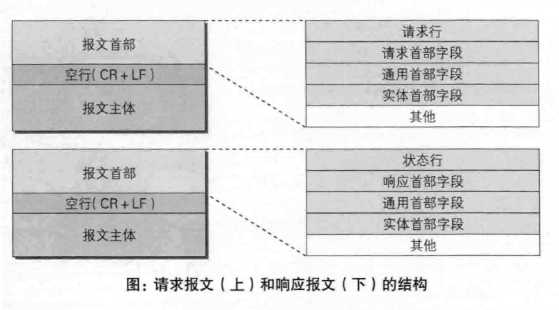 报文首部
空行(CR+LF)
报文主体
请求行
请求首部字段
通用首部字段
实体首部字段
其他
报文首部
空行(CR+LF)
报文主体
状态行
响应首部字段
通用首部字段
实体首部字段
其他
图：请求报文（上）和响应报文（下）的结构